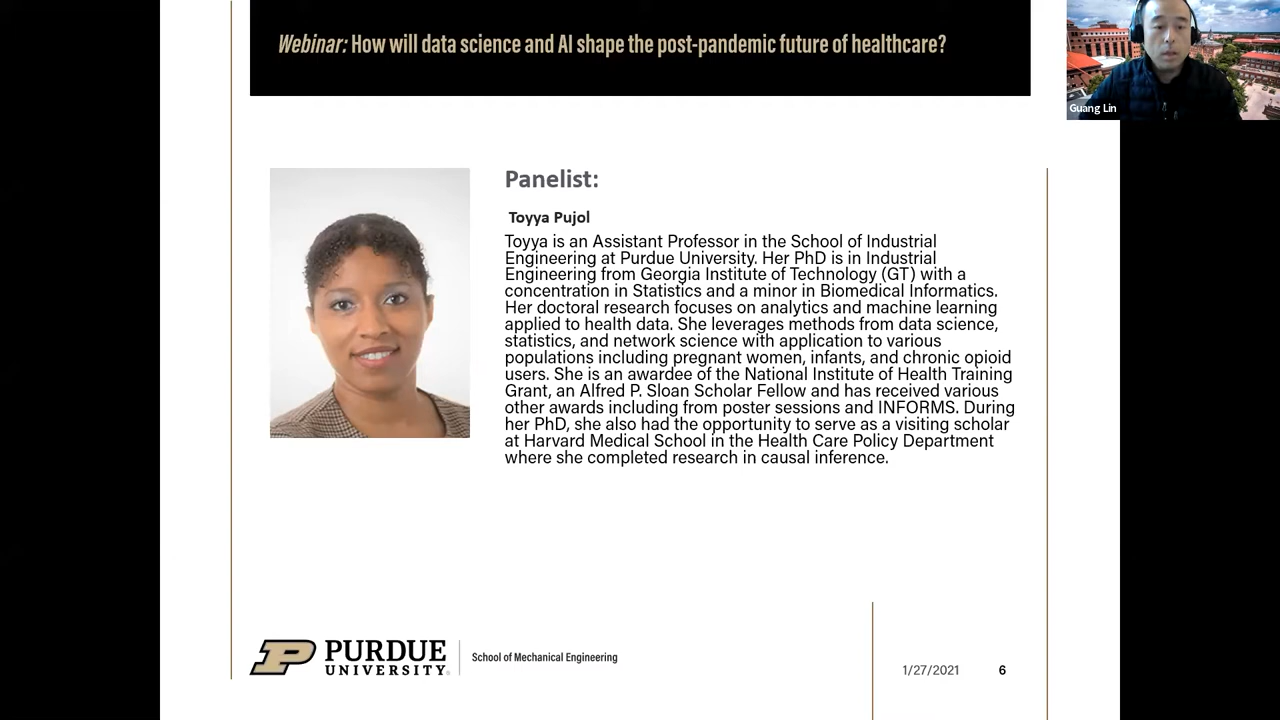 Webinar: How will data science and AI shape the post-pandemic future of healthcare?
Guang Lin
Panelist:
Toyya Pujol
Toyya is an Assistant Professor in the School of Industrial
Engineering at Purdue University. Her PhD is in Industrial
Engineering from Georgia Institute of Technology (GT) with a
concentration in Statistics and a minor in Biomedical Informatics.
Her doctoral research focuses on analytics and machine learning
applied to health data. She leverages methods from data science,
statistics, and network science with application to various
populations including pregnant women, infants, and chronic opioid
users. She is an awardee of the National Institute of Health Training
Grant, an Alfred P. Sloan Scholar Fellow and has received various
other awards including from poster sessions and INFORMS. During
her PhD, she also had the opportunity to serve as a visiting scholar
at Harvard Medical School in the Health Care Policy Department
where she completed research in causal inference.
P PURDUE
UNIVERSITY®
School of Mechanical Engineering
1/27/2021
6